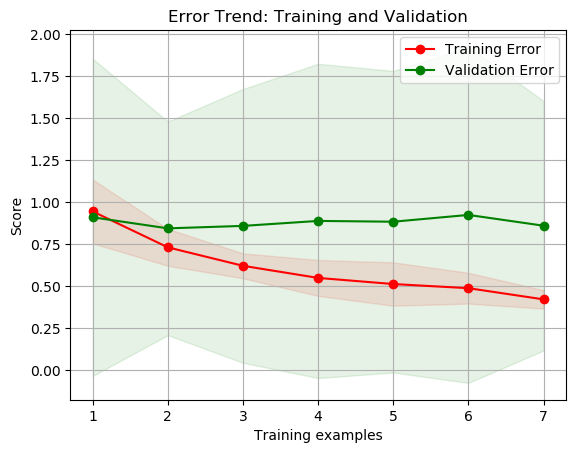 Error Trend: Training and Validation
2.00
1.75
1.50
1.25
1.00
0.75
0.50
0.25
0.00
Score
Training Error
Validation Error
1 2 3 4 5 6 7
Training examples